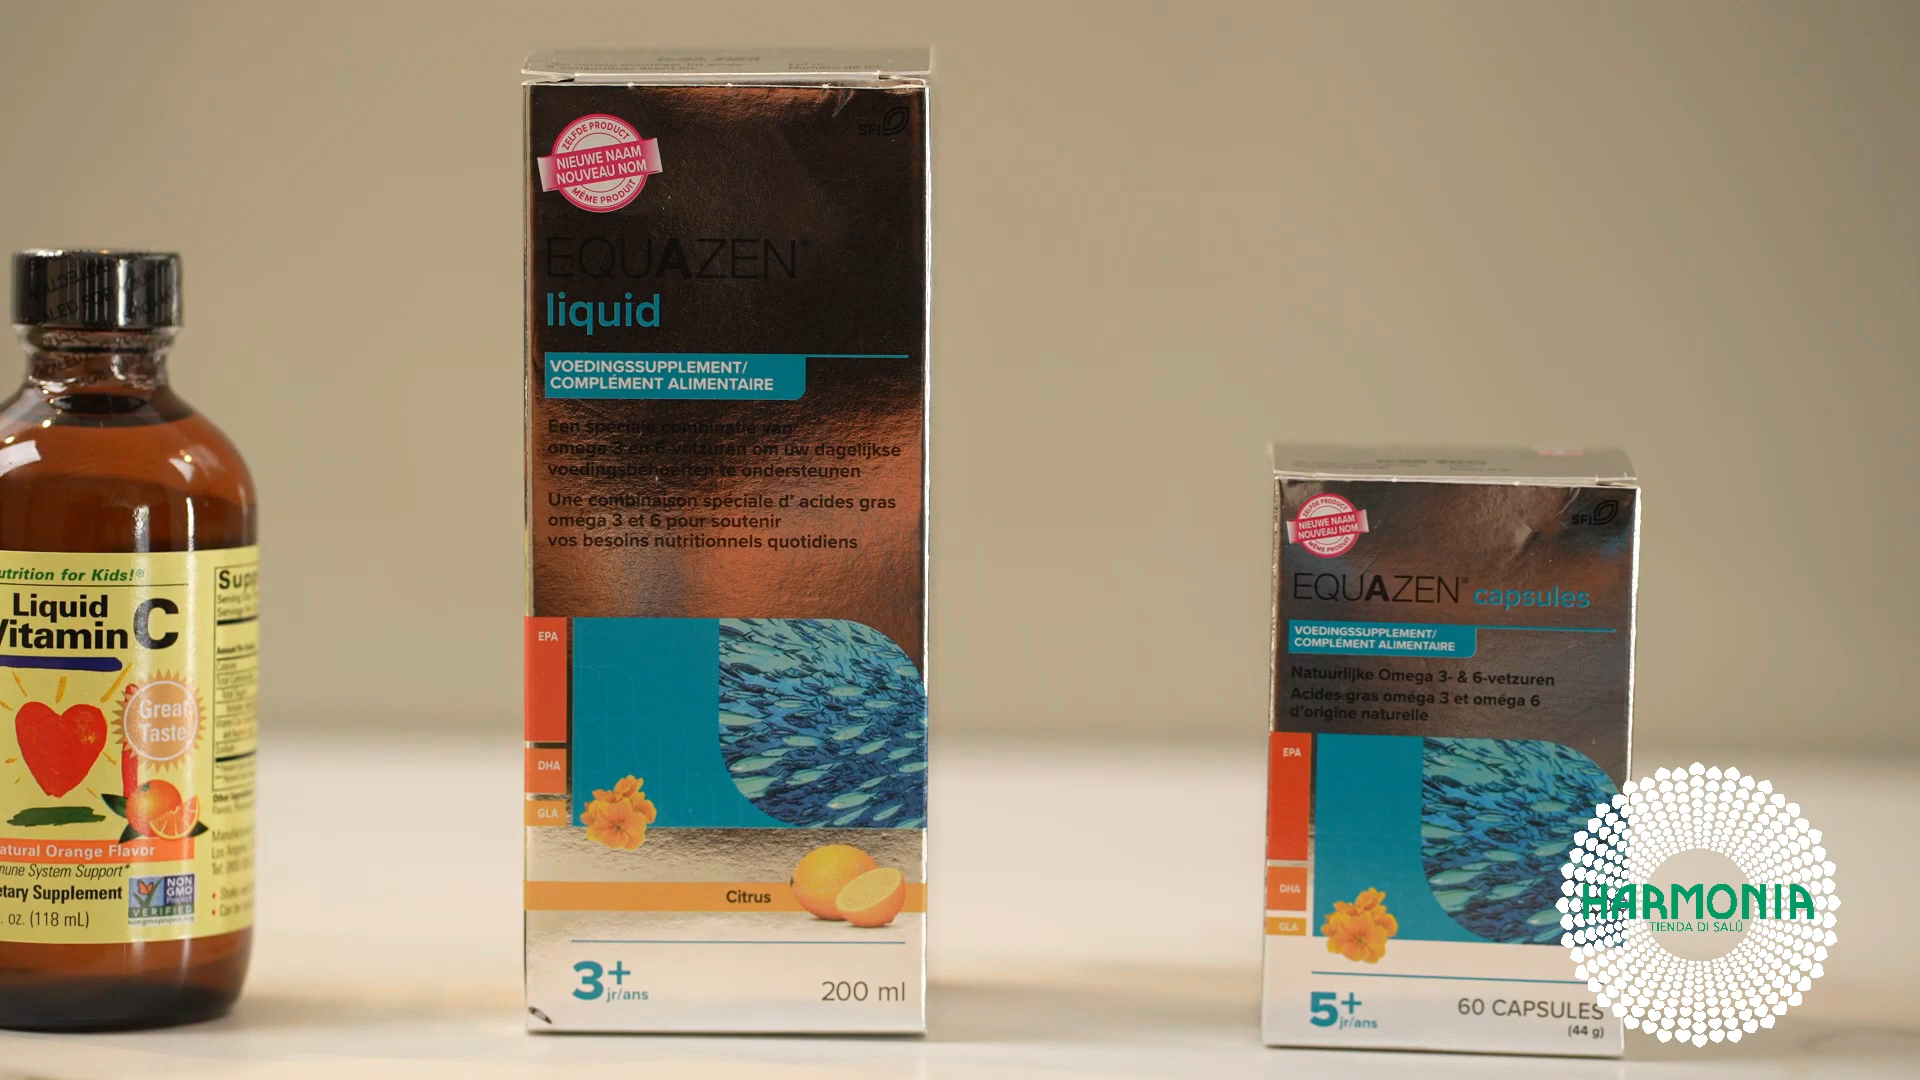 utrition for Kids!®
Liquid
Vitamin C
Great
Taste
atural Orange Flavor
mune System Support*
etary Supplement
. oz. (118 mL)
NON
GMO
Project
VERIFIED
nongmoproject.org
Supp
ZELFDE PRODUCT
NIEUWE NAAM
NOUVEAU NOM
MÊME PRODUIT
SFI
EQUAZEN®
liquid
VOEDINGSSUPPLEMENT/
COMPLÉMENT ALIMENTAIRE
Een speciale combinatie van
omega 3 en 6-vetzuren om uw dagelijkse
voedingsbehoeften te ondersteunen
Une combinaison spéciale d' acides gras
oméga 3 et 6 pour soutenir
vos besoins nutritionnels quotidiens
EPA
DHA
GLA
Citrus
3+
jr/ans
200 ml
ZELFDE PRODUCT
NIEUWE NAAM
NOUVEAU NOM
MÊME PRODUIT
SFI
EQUAZEN® capsules
VOEDINGSSUPPLEMENT/
COMPLÉMENT ALIMENTAIRE
Natuurlijke Omega 3- & 6-vetzuren
Acides gras oméga 3 et oméga 6
d'origine naturelle
EPA
DHA
GLA
5+
jr/ans
60 CAPSULES
(44 g)
HARMONIA
TIENDA DI SALÚ